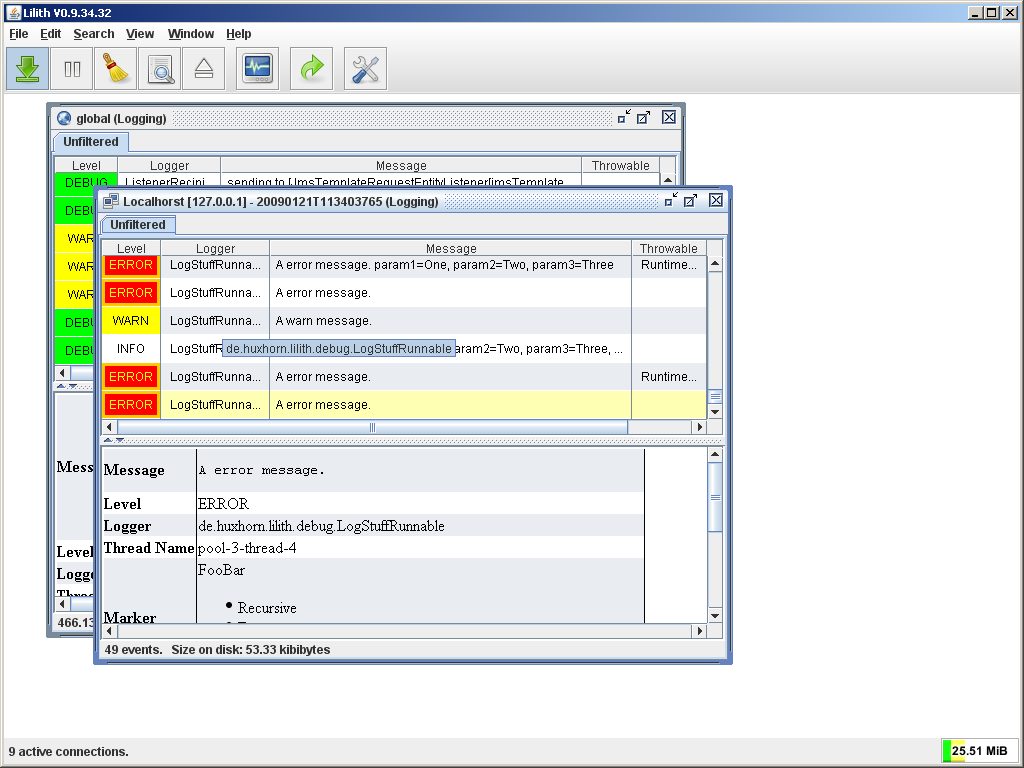 Lilith V0.9.34.32
File Edit Search View Window Help
global (Logging)
Unfiltered
Level Logger Message Throwable
DEBUG ListenerRecipi... sending to [JmsTemplateRequestEntityListener[jmsTemplate...
Localhorst [127.0.0.1] - 20090121T113403765 (Logging)
Unfiltered
Level Logger Message Throwable
ERROR LogStuffRunna... A error message. param1=One, param2=Two, param3=Three Runtime...
ERROR LogStuffRunna... A error message.
WARN LogStuffRunna... A warn message.
INFO LogStuffR de.huxhorn.lilith.debug.LogStuffRunnable param2=Two, param3=Three, ...
ERROR LogStuffRunna... A error message. Runtime...
ERROR LogStuffRunna... A error message.
DEBU
WAR
WAR
WAR
DEBU
DEBU
Mess
Level
Logge
466.13
Message A error message.
Level ERROR
Logger de.huxhorn.lilith.debug.LogStuffRunnable
Thread Name pool-3-thread-4
Marker FooBar
• Recursive
49 events. Size on disk: 53.33 kibibytes
9 active connections.
25.51 MiB